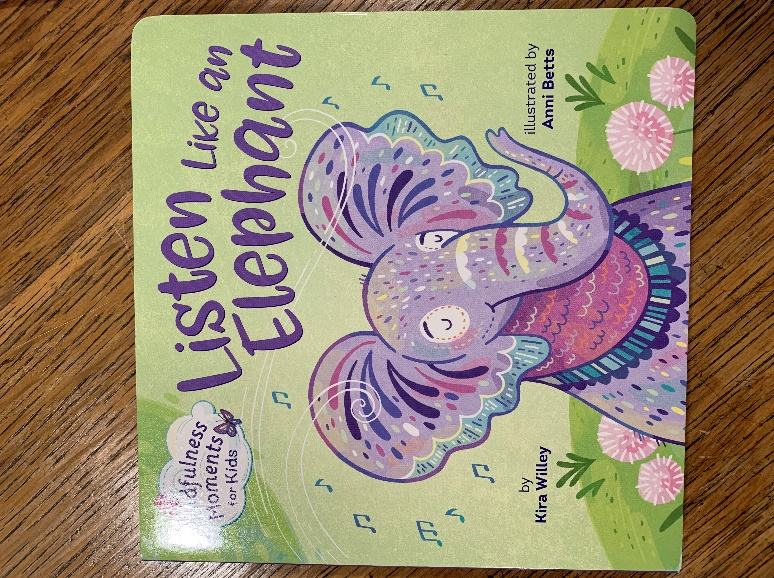 Listen Like an
Elephant
Moments
for Kids
by
Kira Willey
illustrated by
Anni Betts